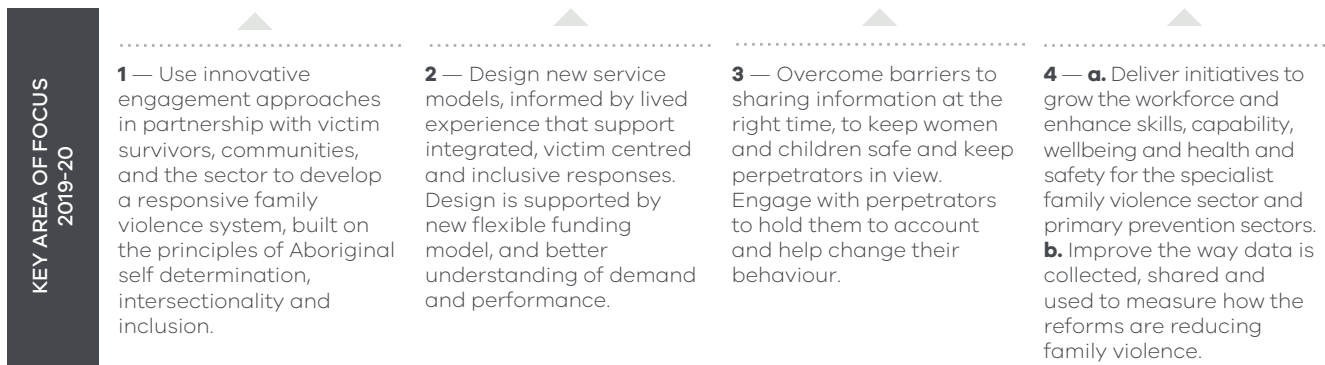 KEY AREA OF FOCUS
2019-20
1 — Use innovative
engagement approaches
in partnership with victim
survivors, communities,
and the sector to develop
a responsive family
violence system, built on
the principles of Aboriginal
self determination,
intersectionality and
inclusion.
2 — Design new service
models, informed by lived
experience that support
integrated, victim centred
and inclusive responses.
Design is supported by
new flexible funding
model, and better
understanding of demand
and performance.
3 — Overcome barriers to
sharing information at the
right time, to keep women
and children safe and keep
perpetrators in view.
Engage with perpetrators
to hold them to account
and help change their
behaviour.
4 — a. Deliver initiatives to
grow the workforce and
enhance skills, capability,
wellbeing and health and
safety for the specialist
family violence sector and
primary prevention sectors.
b. Improve the way data is
collected, shared and
used to measure how the
reforms are reducing
family violence.